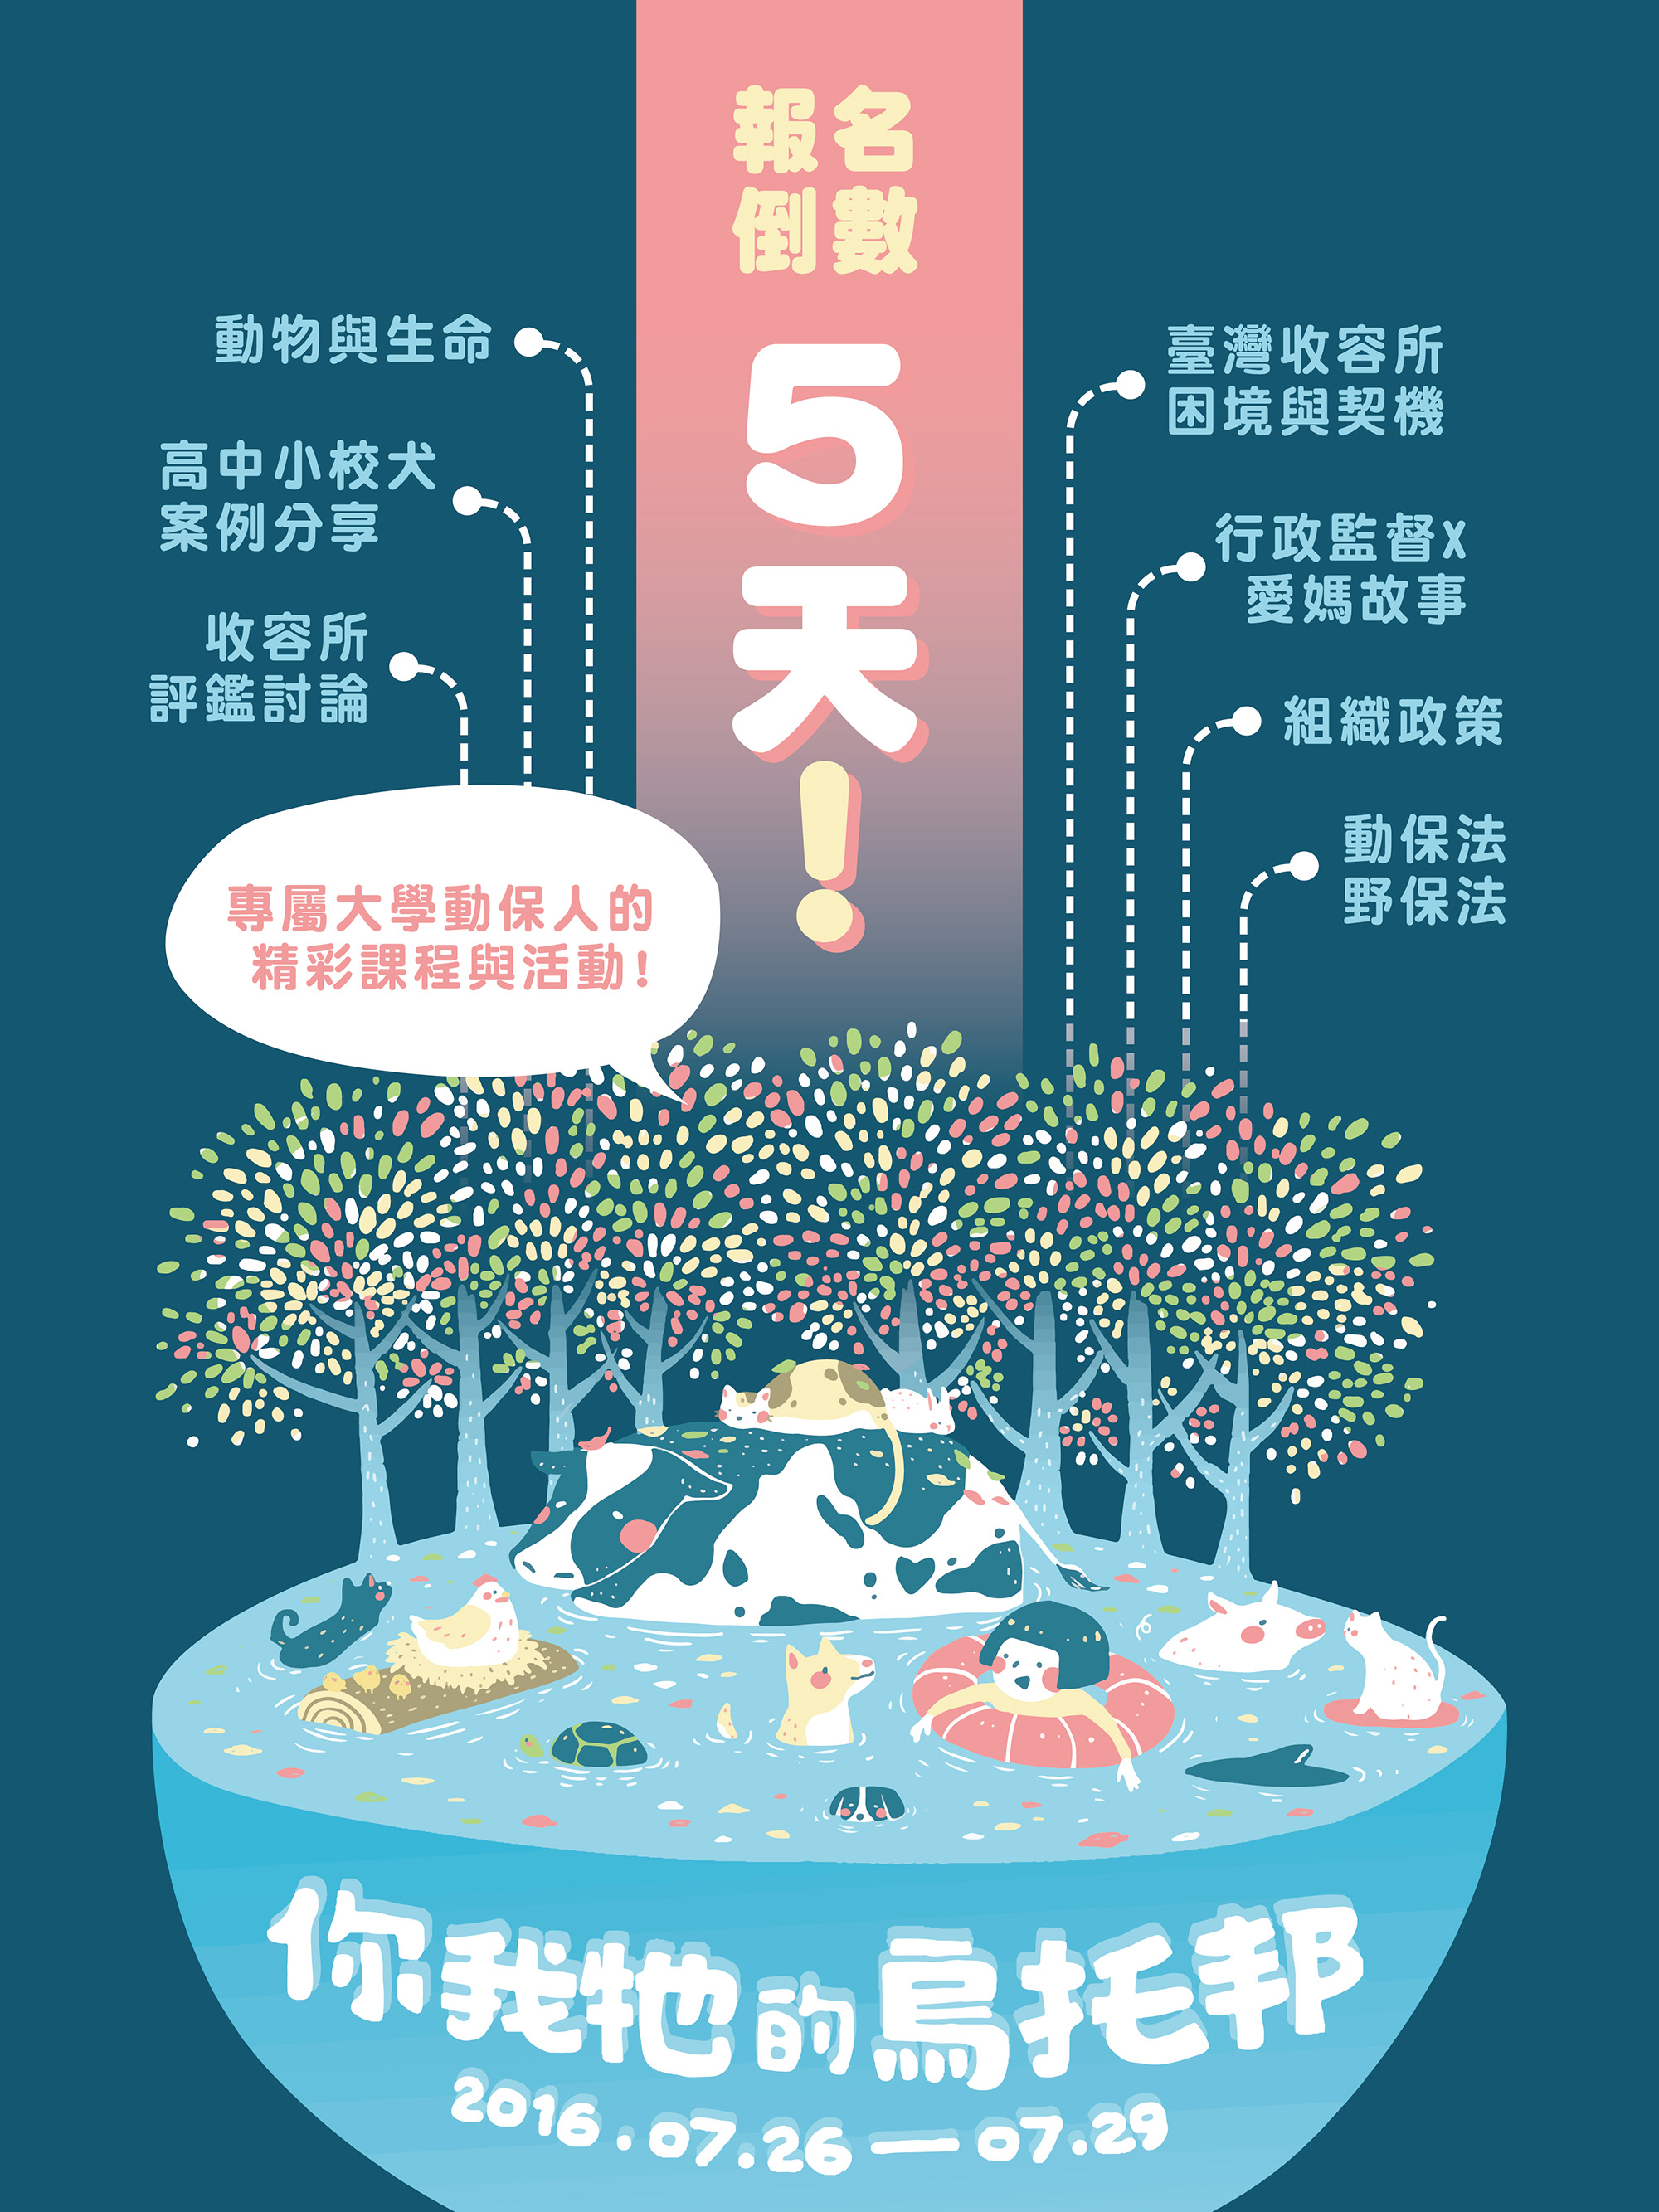 報名
倒數
5
天
!
動物與生命
高中小校犬
案例分享
收容所
評鑑討論
臺灣收容所
困境與契機
行政監督X
愛媽故事
組織政策
動保法
野保法
專屬大學動保人的
精彩課程與活動!
你我牠的烏托邦
2016.07.26—07.29